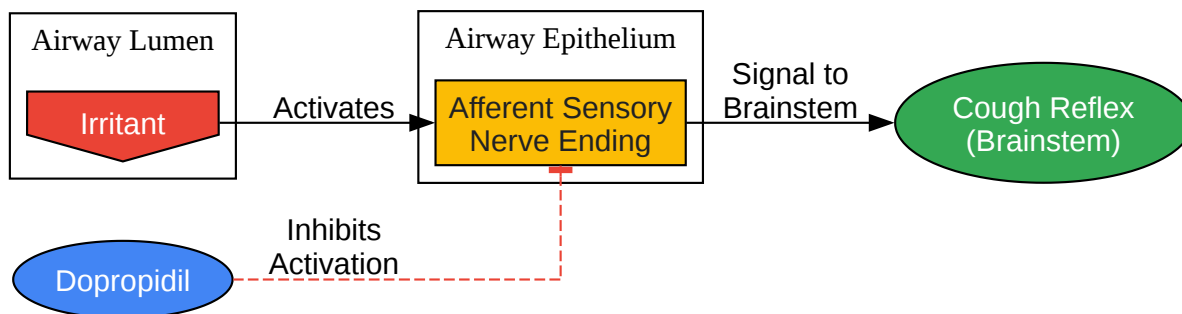 Airway Lumen
Irritant
Activates
Airway Epithelium
Afferent Sensory
Nerve Ending
Signal to
Brainstem
Cough Reflex
(Brainstem)
Dopropidil
Inhibits
Activation